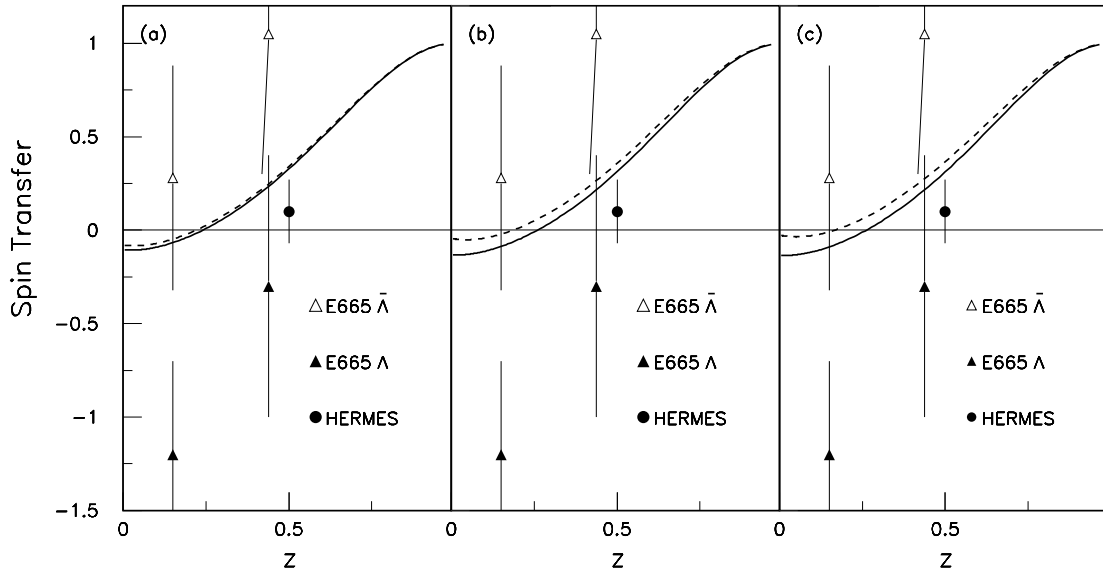 (a) (b) (c)
1
0.5
0
-0.5
-1
-1.5
Spin Transfer
E665 Λ̄
E665 Λ
HERMES
E665 Λ̄
E665 Λ
HERMES
E665 Λ̄
E665 Λ
HERMES
0 0.5 0 0.5 0 0.5
z z z